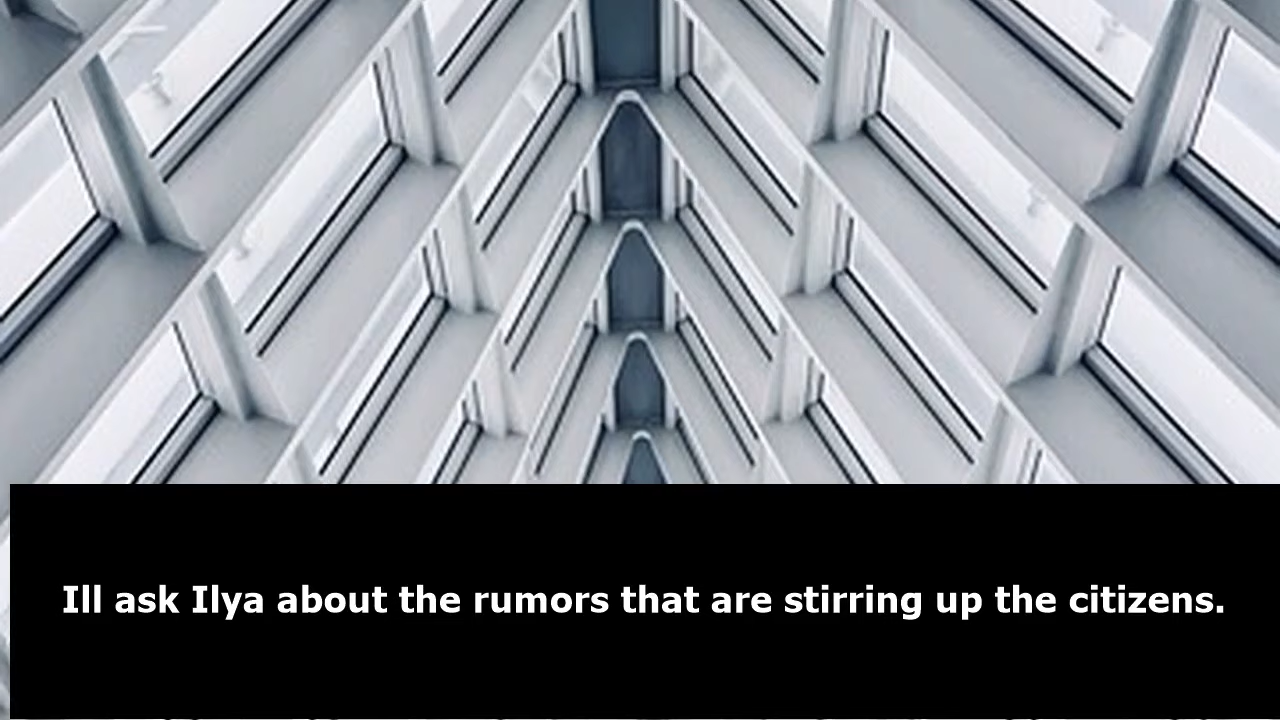 Ill ask Ilya about the rumors that are stirring up the citizens.